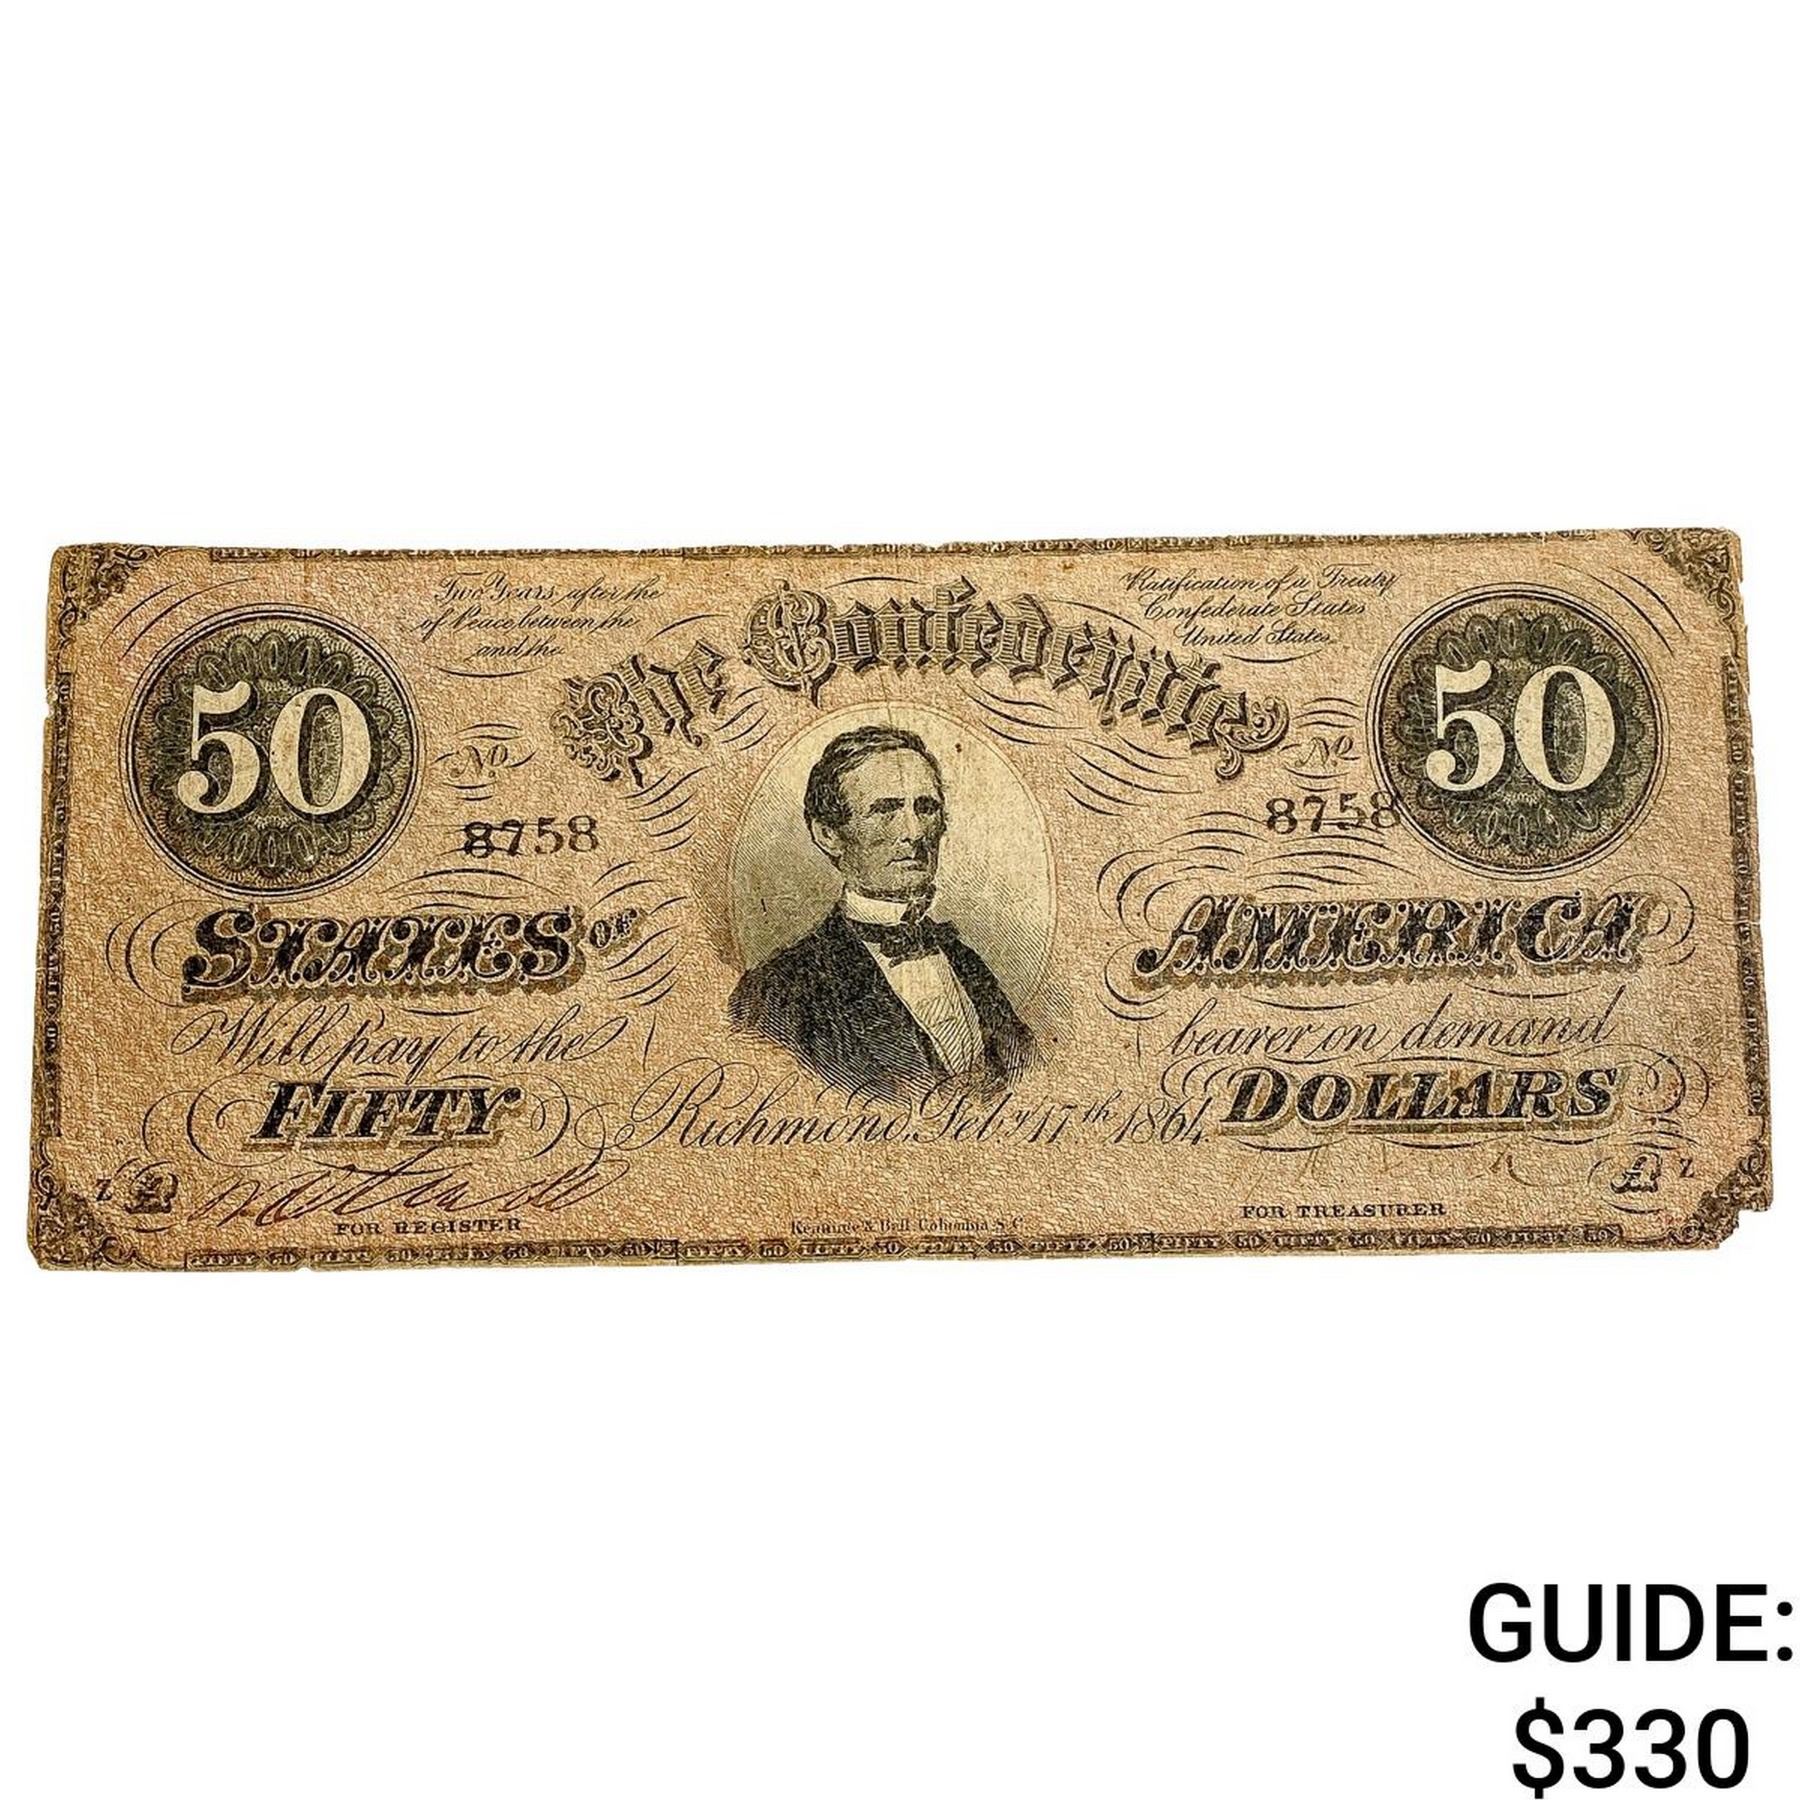 Two Years after the
of Peace between the
and the
Ratification of a Treaty
Confederate States
United States
The Confederate
50
50
No
No
8758
8758
STATES OF
AMERICA
Will pay to the
bearer on demand
FIFTY
Richmond, Feby 17th 1864.
DOLLARS
Z A
A Z
FOR REGISTER
Keatinge & Ball, Columbia S.C.
FOR TREASURER
GUIDE:
$330